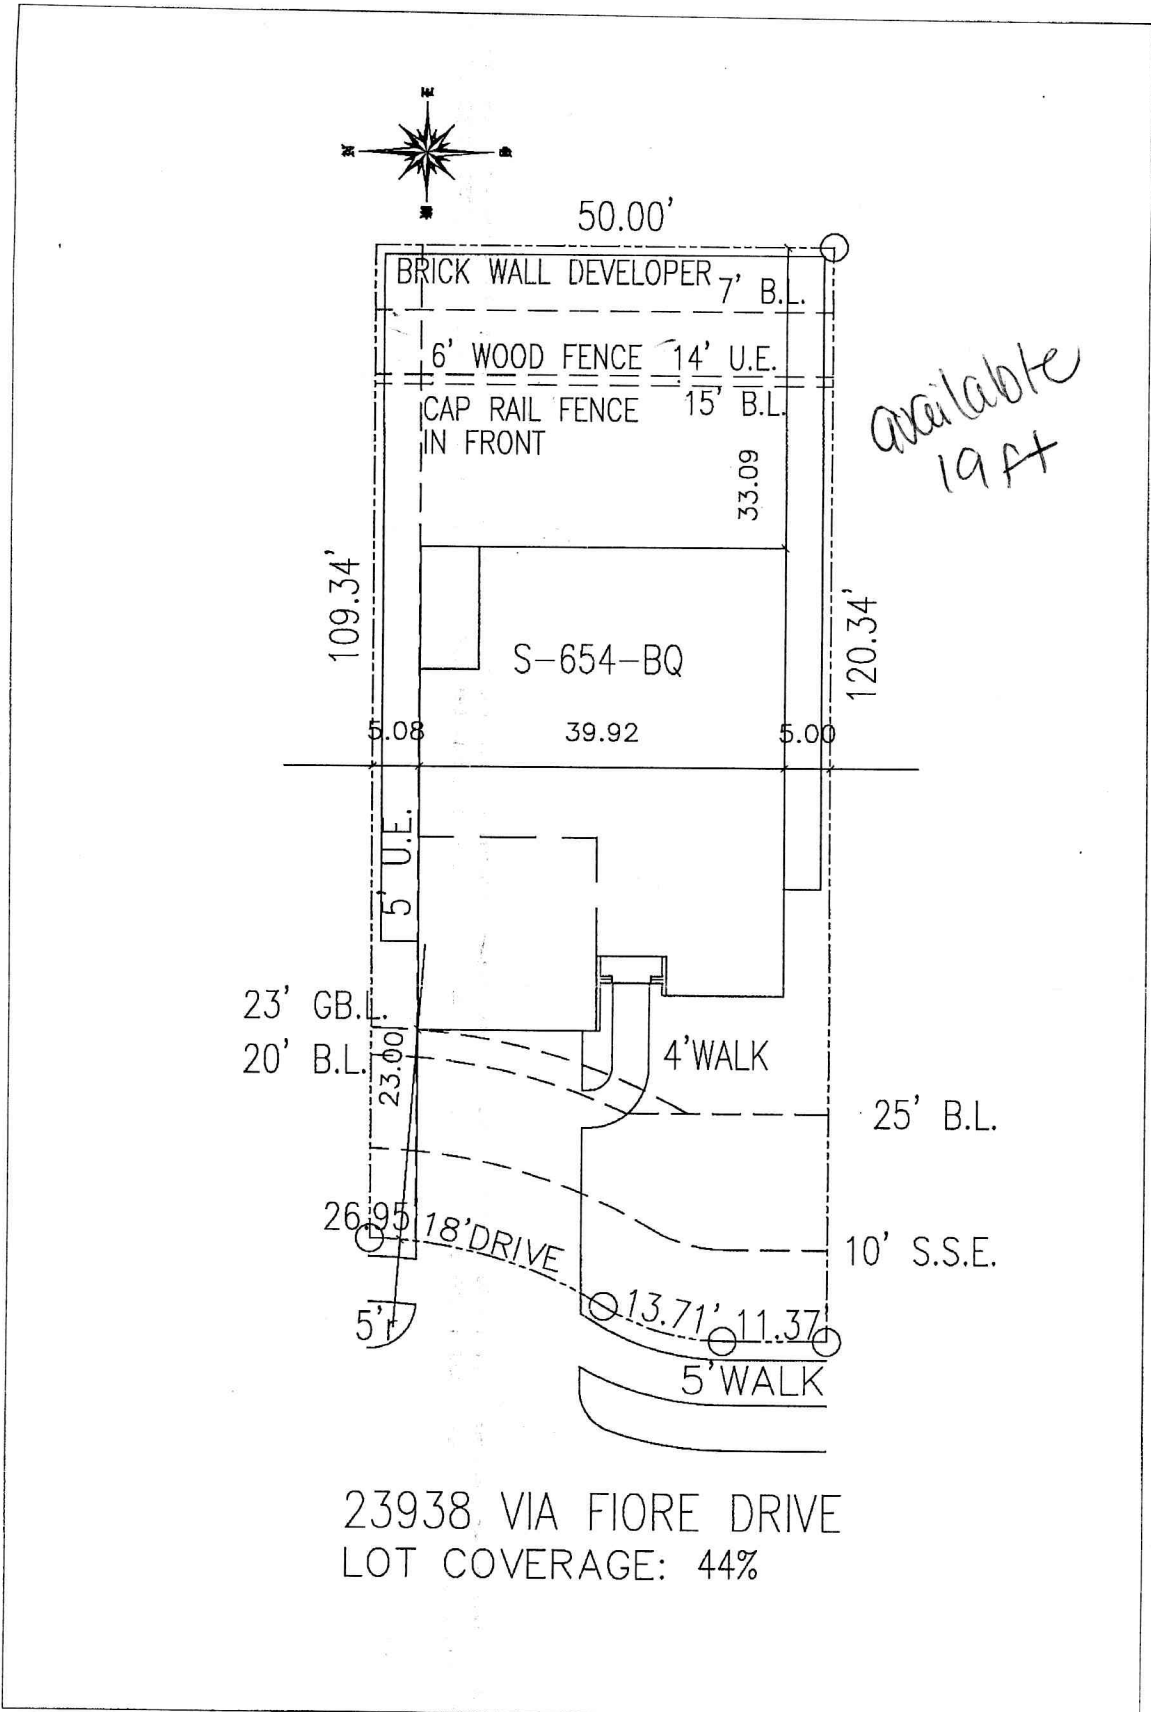 E
N
S
W
50.00'
BRICK WALL DEVELOPER
7' B.L.
6' WOOD FENCE
14' U.E.
CAP RAIL FENCE
IN FRONT
15' B.L.
available
19 ft
33.09
109.34'
120.34'
S-654-BQ
5.08
39.92
5.00
5' U.E.
23' GB.L.
20' B.L.
23.00
4'WALK
25' B.L.
26.95
18'DRIVE
10' S.S.E.
13.71'
11.37'
5'r
5'WALK
23938 VIA FIORE DRIVE
LOT COVERAGE: 44%